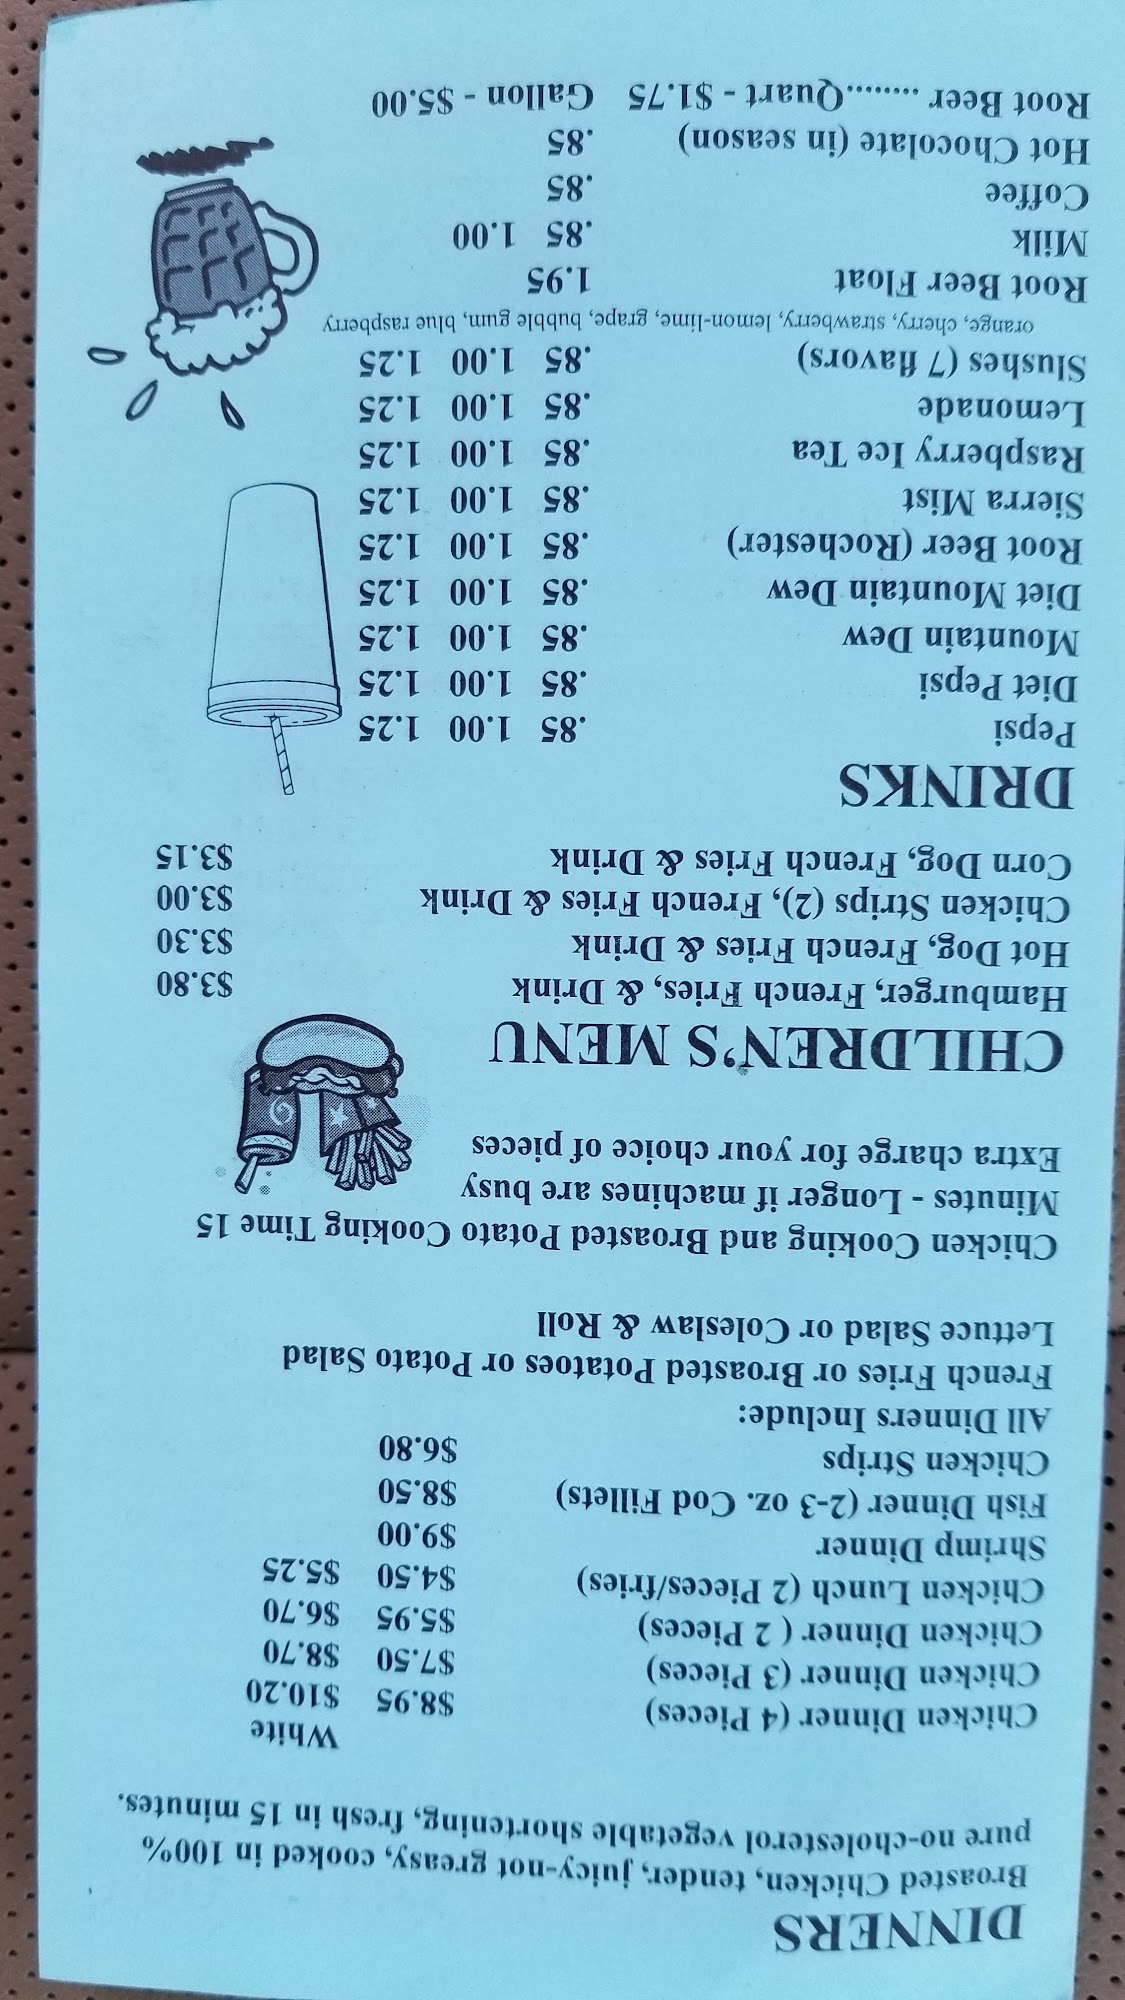 DINNERS
Broasted Chicken, tender, juicy-not greasy, cooked in 100%
pure no-cholesterol vegetable shortening, fresh in 15 minutes.
White
Chicken Dinner (4 Pieces) $8.95 $10.20
Chicken Dinner (3 Pieces) $7.50 $8.70
Chicken Dinner ( 2 Pieces) $5.95 $6.70
Chicken Lunch (2 Pieces/fries) $4.50 $5.25
Shrimp Dinner $9.00
Fish Dinner (2-3 oz. Cod Fillets) $8.50
Chicken Strips $6.80
All Dinners Include:
French Fries or Broasted Potatoes or Potato Salad
Lettuce Salad or Coleslaw & Roll
Chicken Cooking and Broasted Potato Cooking Time 15
Minutes - Longer if machines are busy
Extra charge for your choice of pieces
CHILDREN'S MENU
Hamburger, French Fries, & Drink $3.80
Hot Dog, French Fries & Drink $3.30
Chicken Strips (2), French Fries & Drink $3.00
Corn Dog, French Fries & Drink $3.15
DRINKS
Pepsi .85 1.00 1.25
Diet Pepsi .85 1.00 1.25
Mountain Dew .85 1.00 1.25
Diet Mountain Dew .85 1.00 1.25
Root Beer (Rochester) .85 1.00 1.25
Sierra Mist .85 1.00 1.25
Raspberry Ice Tea .85 1.00 1.25
Lemonade .85 1.00 1.25
Slushes (7 flavors) .85 1.00 1.25
orange, cherry, strawberry, lemon-lime, grape, bubble gum, blue raspberry
Root Beer Float 1.95
Milk .85 1.00
Coffee .85
Hot Chocolate (in season) .85
Root Beer .........Quart - $1.75 Gallon - $5.00